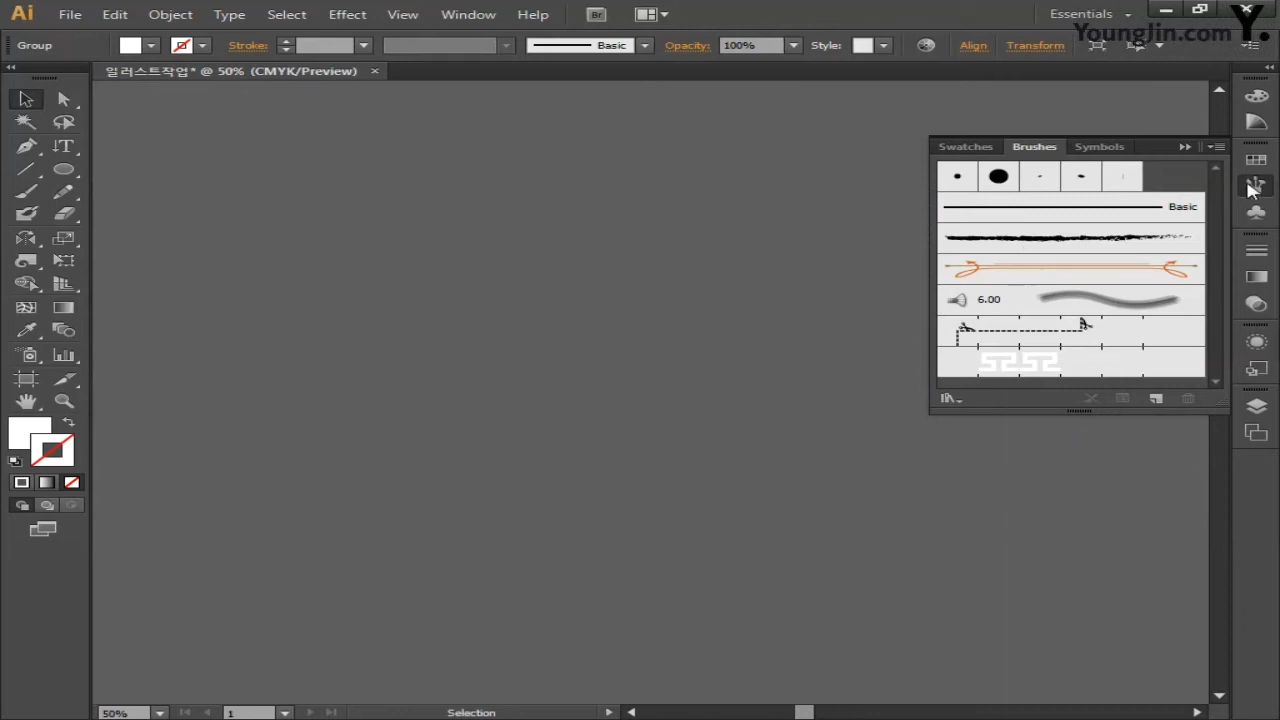 Ai File Edit Object Type Select Effect View Window Help Br Essentials
YoungJin.com Y.
Group Stroke: Basic Opacity: 100% Style: Align Transform
일러스트작업* @ 50% (CMYK/Preview) ×
Swatches Brushes Symbols
Basic
6.00
50% 1 Selection